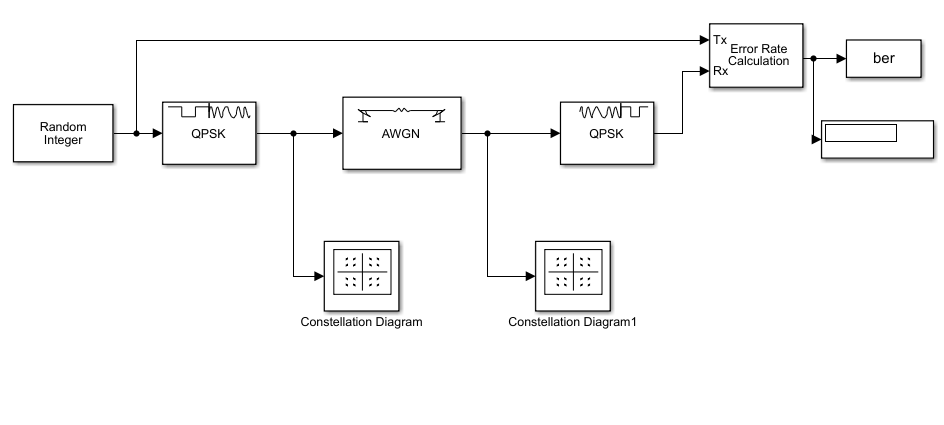 Tx
Error Rate
Calculation
Rx
ber
Random
Integer
QPSK
AWGN
QPSK
Constellation Diagram
Constellation Diagram1